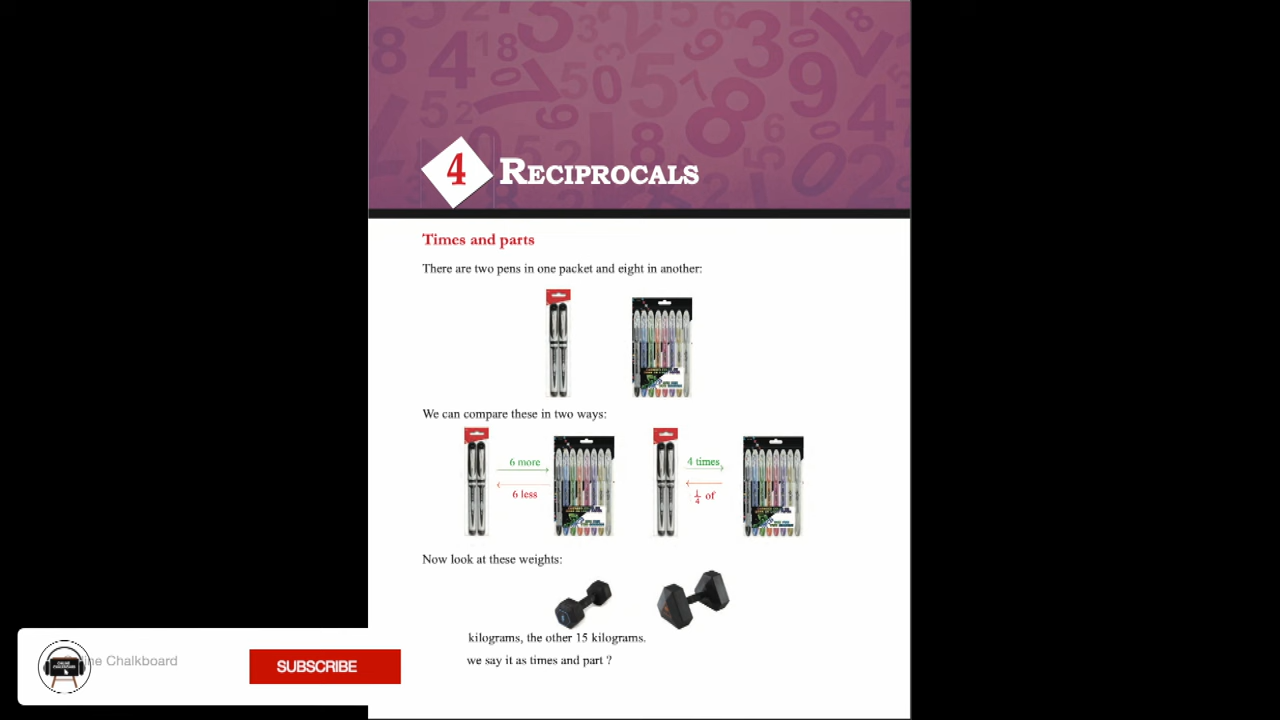 4 RECIPROCALS
Times and parts
There are two pens in one packet and eight in another:
We can compare these in two ways:
6 more
6 less
4 times
1/4 of
Now look at these weights:
kilograms, the other 15 kilograms.
we say it as times and part ?
ne Chalkboard
SUBSCRIBE